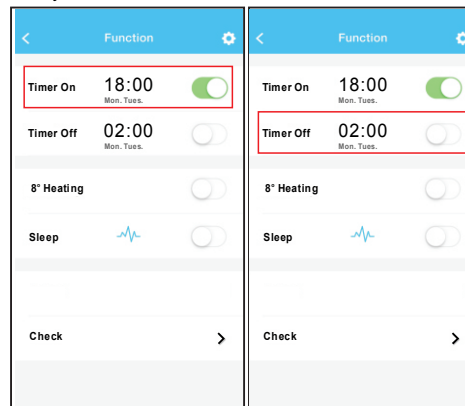 Function
Timer On 18:00
Mon. Tues.
Timer Off 02:00
Mon. Tues.
8° Heating
Sleep
Check
Function
Timer On 18:00
Mon. Tues.
Timer Off 02:00
Mon. Tues.
8° Heating
Sleep
Check